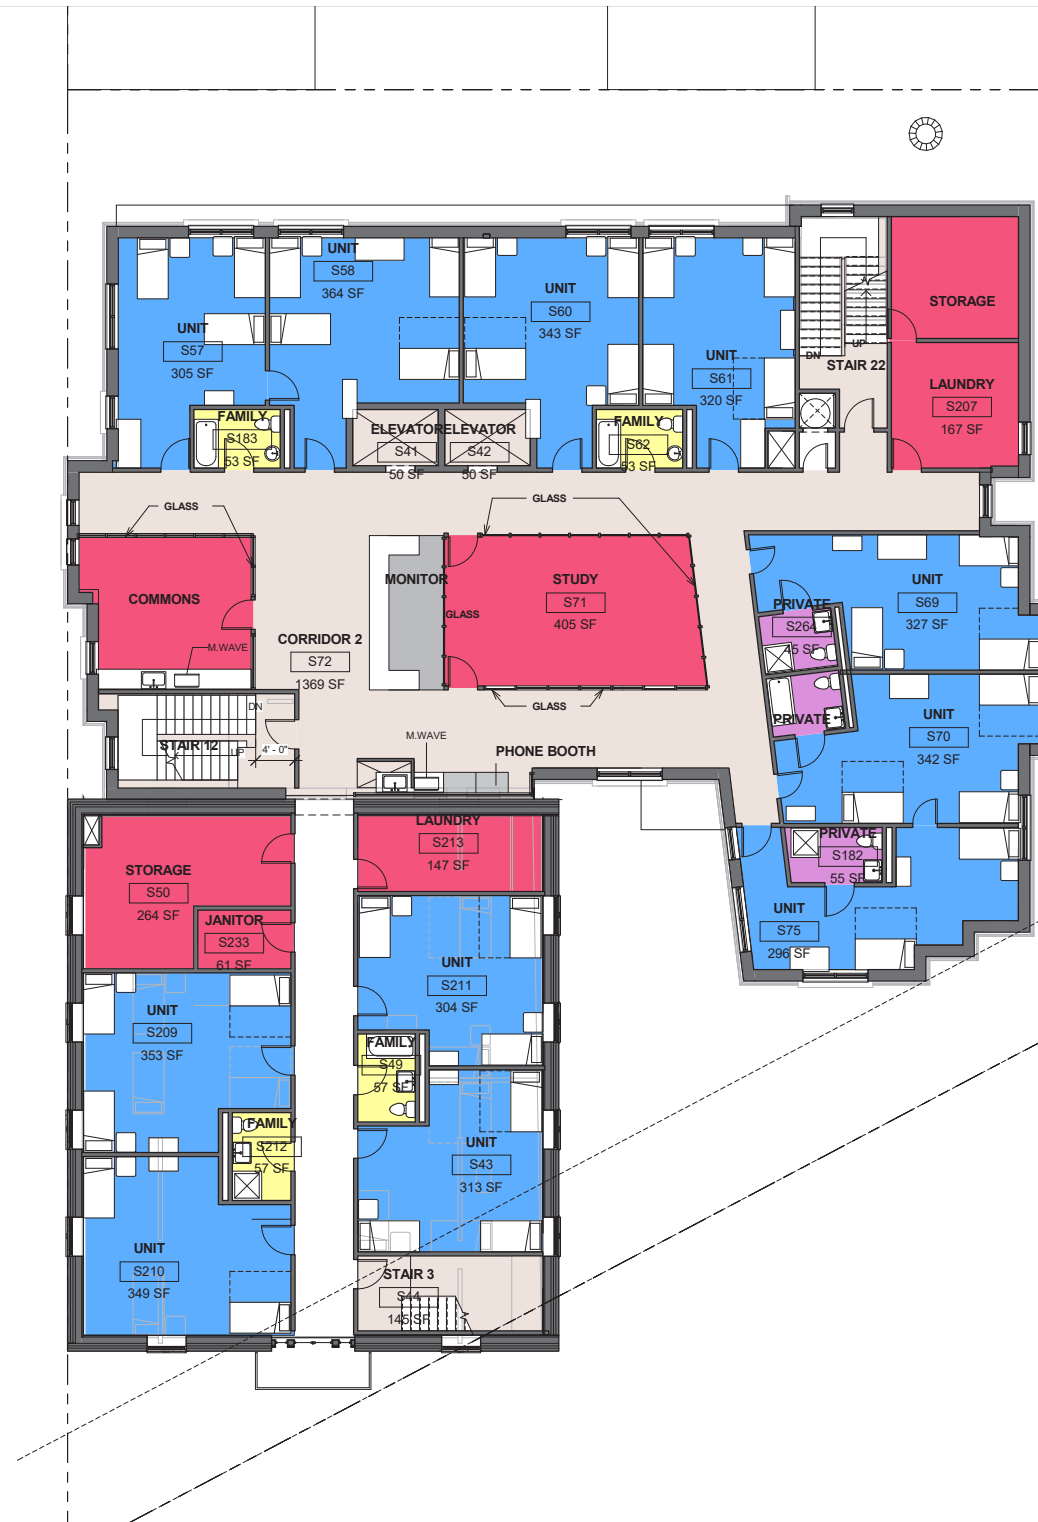 UNIT
S58
364 SF
UNIT
S60
343 SF
UNIT
S57
305 SF
UNIT
S61
320 SF
DN
UP
STAIR 22
STORAGE
LAUNDRY
S207
167 SF
FAMILY
S183
53 SF
ELEVATOR
S41
50 SF
ELEVATOR
S42
50 SF
FAMILY
S62
53 SF
GLASS
GLASS
COMMONS
M.WAVE
MONITOR
GLASS
STUDY
S71
405 SF
CORRIDOR 2
S72
1369 SF
GLASS
PRIVATE
S264
45 SF
UNIT
S69
327 SF
PRIVATE
UNIT
S70
342 SF
DN
STAIR 12
UP
4' - 0"
M.WAVE
PHONE BOOTH
PRIVATE
S182
55 SF
UNIT
S75
296 SF
LAUNDRY
S213
147 SF
STORAGE
S50
264 SF
JANITOR
S233
61 SF
UNIT
S211
304 SF
UNIT
S209
353 SF
FAMILY
S49
57 SF
FAMILY
S212
57 SF
UNIT
S43
313 SF
UNIT
S210
349 SF
STAIR 3
S44
145 SF